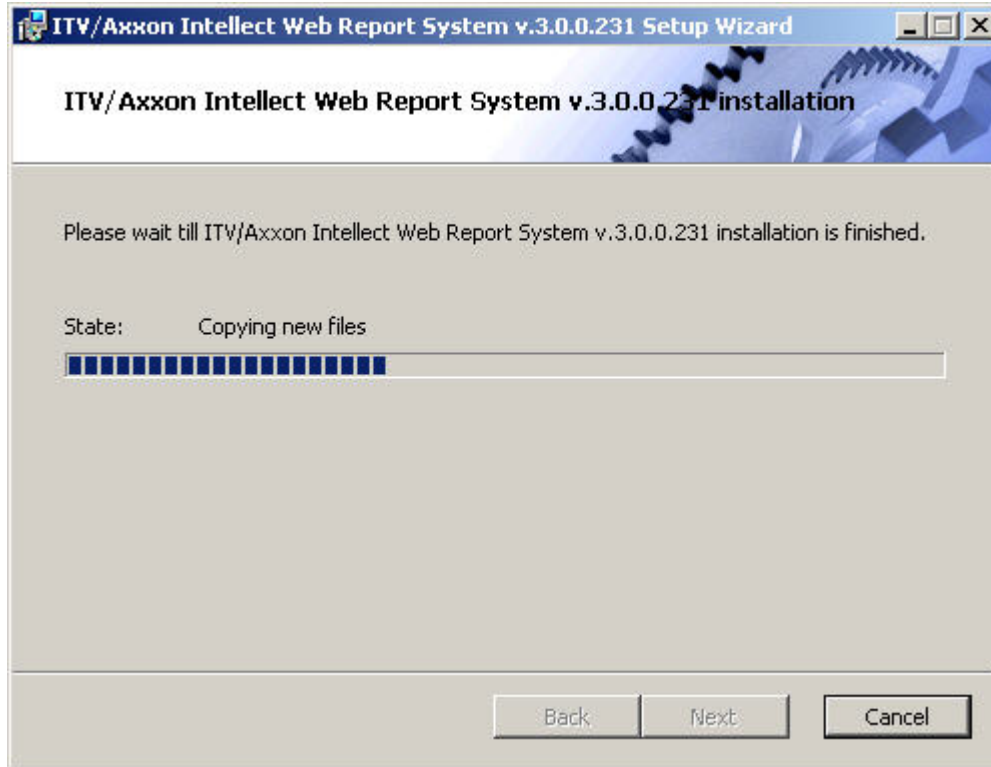 ITV/Axxon Intellect Web Report System v.3.0.0.231 Setup Wizard
ITV/Axxon Intellect Web Report System v.3.0.0.231 installation
Please wait till ITV/Axxon Intellect Web Report System v.3.0.0.231 installation is finished.
State: Copying new files
Back Next Cancel